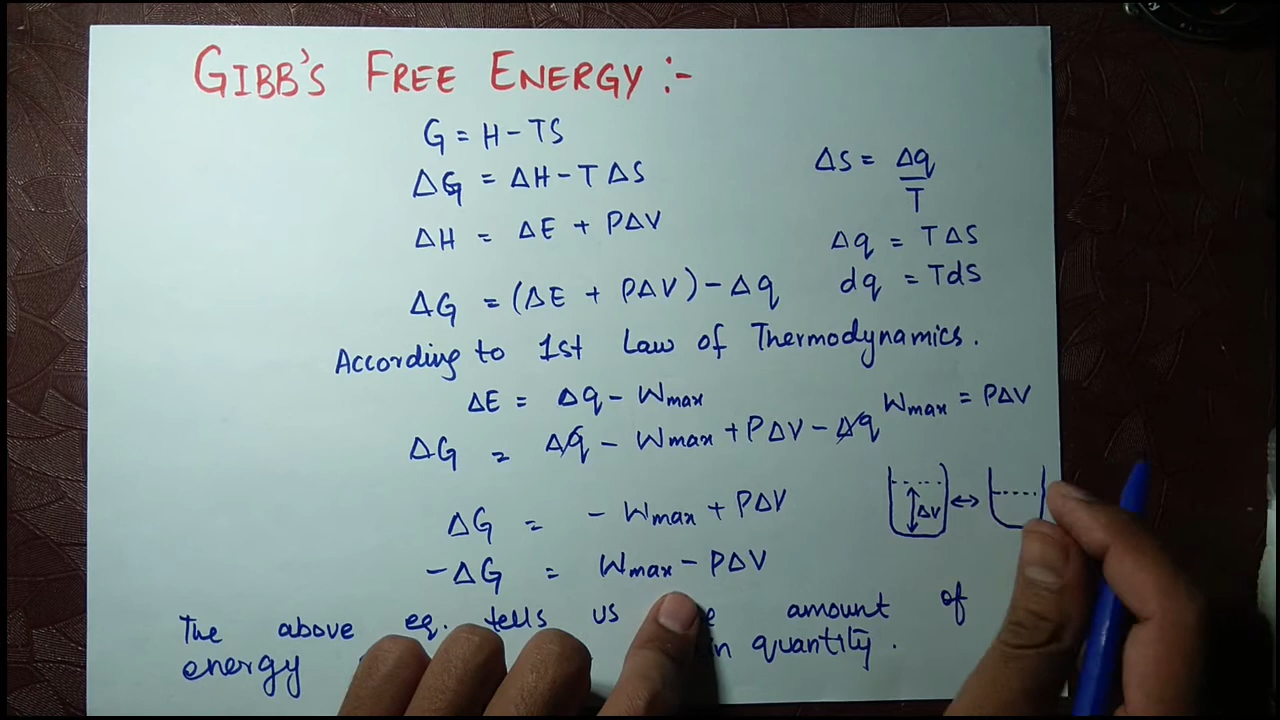 GIBB'S FREE ENERGY :-
G = H - TS
ΔG = ΔH - TΔS
ΔH = ΔE + PΔV
ΔG = (ΔE + PΔV) - Δq
ΔS = Δq / T
Δq = TΔS
dq = TdS
According to 1st Law of Thermodynamics.
ΔE = Δq - Wmax
Wmax = PΔV
ΔG = Δq - Wmax + PΔV - Δq
ΔV
ΔG = - Wmax + PΔV
-ΔG = Wmax - PΔV
The above eq. tells us amount of
energy quantity.